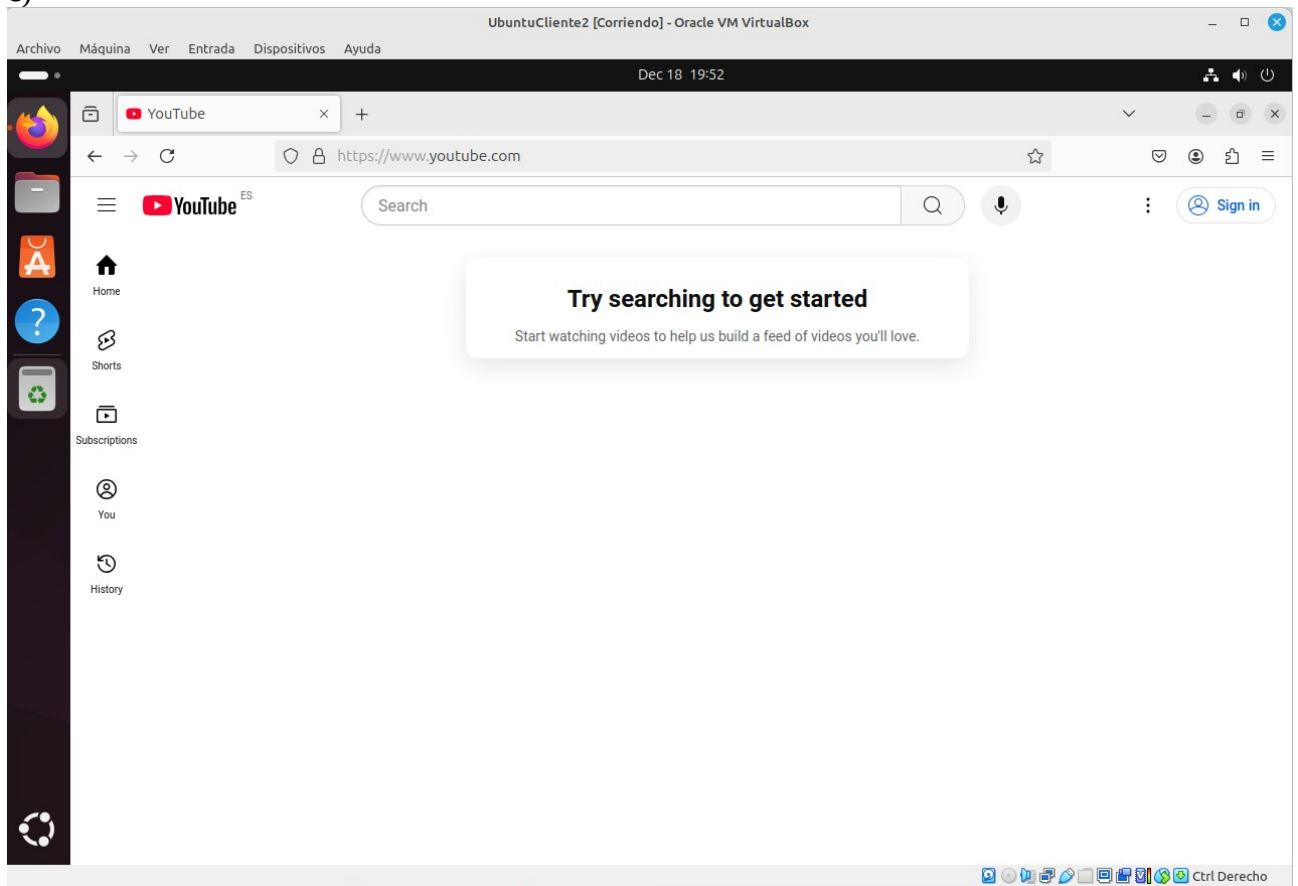 UbuntuCliente2 [Corriendo] - Oracle VM VirtualBox
Archivo Máquina Ver Entrada Dispositivos Ayuda
Dec 18 19:52
YouTube
https://www.youtube.com
YouTube ES
Search
Sign in
Home
Try searching to get started
Start watching videos to help us build a feed of videos you'll love.
Shorts
Subscriptions
You
History
Ctrl Derecho